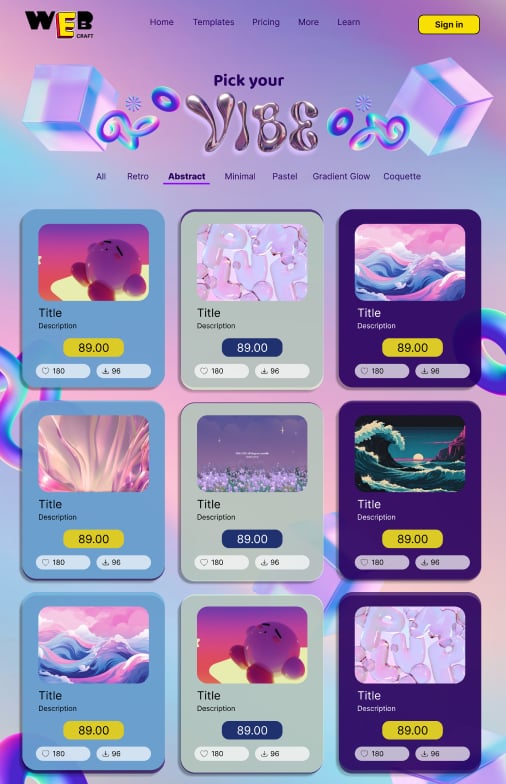 WEB
CRAFT
Home Templates Pricing More Learn
Sign in
Pick your
VIBE
All Retro Abstract Minimal Pastel Gradient Glow Coquette
Title
Description
89.00
180 96
PUMP
Title
Description
89.00
180 96
Title
Description
89.00
180 96
Title
Description
89.00
180 96
Title
Description
89.00
180 96
Title
Description
89.00
180 96
Title
Description
89.00
180 96
Title
Description
89.00
180 96
Title
Description
89.00
180 96